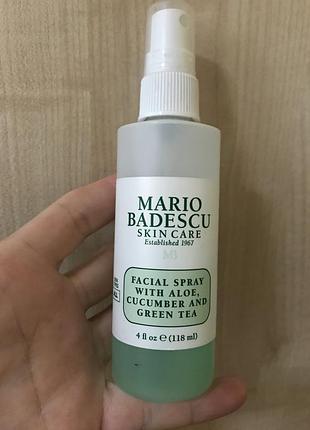 MARIO
BADESCU
SKIN CARE
Established 1967
MB
FACIAL SPRAY
WITH ALOE,
CUCUMBER AND
GREEN TEA
4 fl oz ℮ (118 ml)